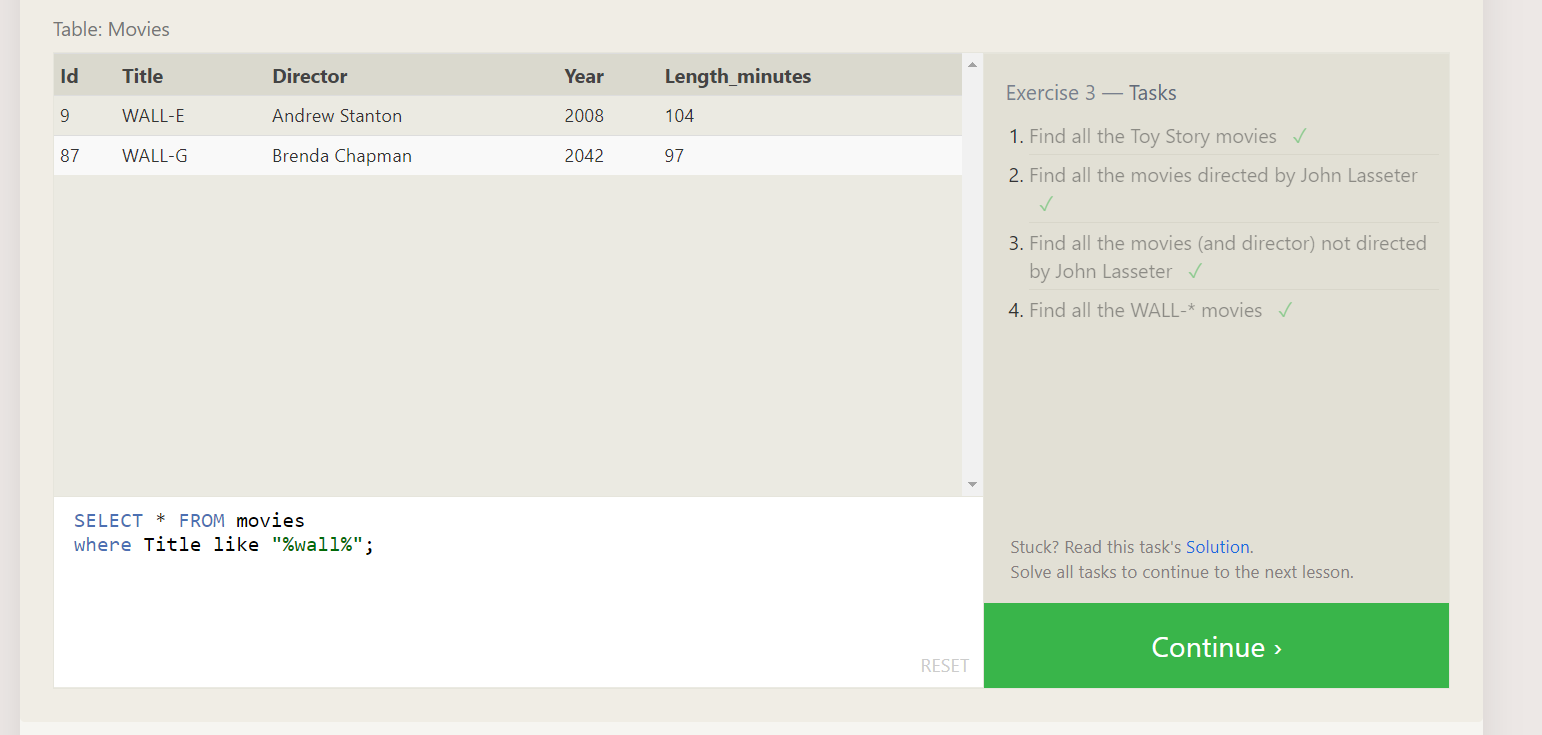 Table: Movies
Id Title Director Year Length_minutes
9 WALL-E Andrew Stanton 2008 104
87 WALL-G Brenda Chapman 2042 97
SELECT * FROM movies
where Title like "%wall%";
RESET
Exercise 3 — Tasks
1. Find all the Toy Story movies ✓
2. Find all the movies directed by John Lasseter
✓
3. Find all the movies (and director) not directed
by John Lasseter ✓
4. Find all the WALL-* movies ✓
Stuck? Read this task's Solution.
Solve all tasks to continue to the next lesson.
Continue ›